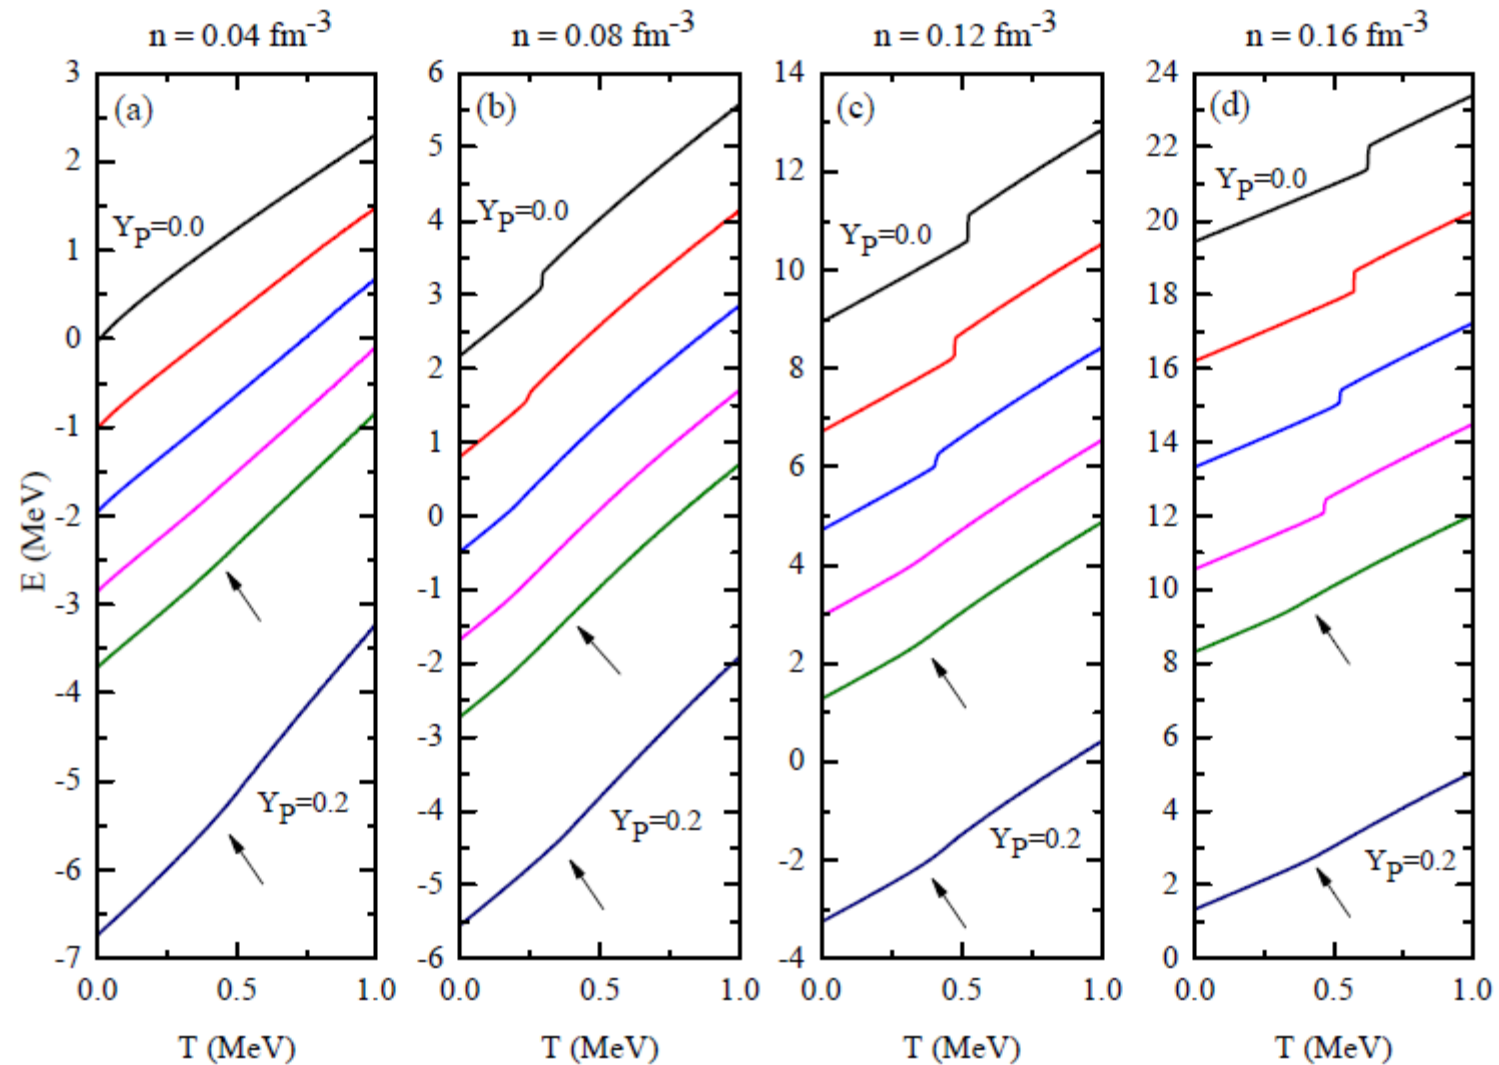 n = 0.04 fm-3
n = 0.08 fm-3
n = 0.12 fm-3
n = 0.16 fm-3
E (MeV)
(a)
3
2
1
0
-1
-2
-3
-4
-5
-6
-7
YP=0.0
YP=0.2
0.0 0.5 1.0
T (MeV)
(b)
6
5
4
3
2
1
0
-1
-2
-3
-4
-5
-6
YP=0.0
YP=0.2
0.0 0.5 1.0
T (MeV)
(c)
14
12
10
8
6
4
2
0
-2
-4
YP=0.0
YP=0.2
0.0 0.5 1.0
T (MeV)
(d)
24
22
20
18
16
14
12
10
8
6
4
2
0
YP=0.0
YP=0.2
0.0 0.5 1.0
T (MeV)